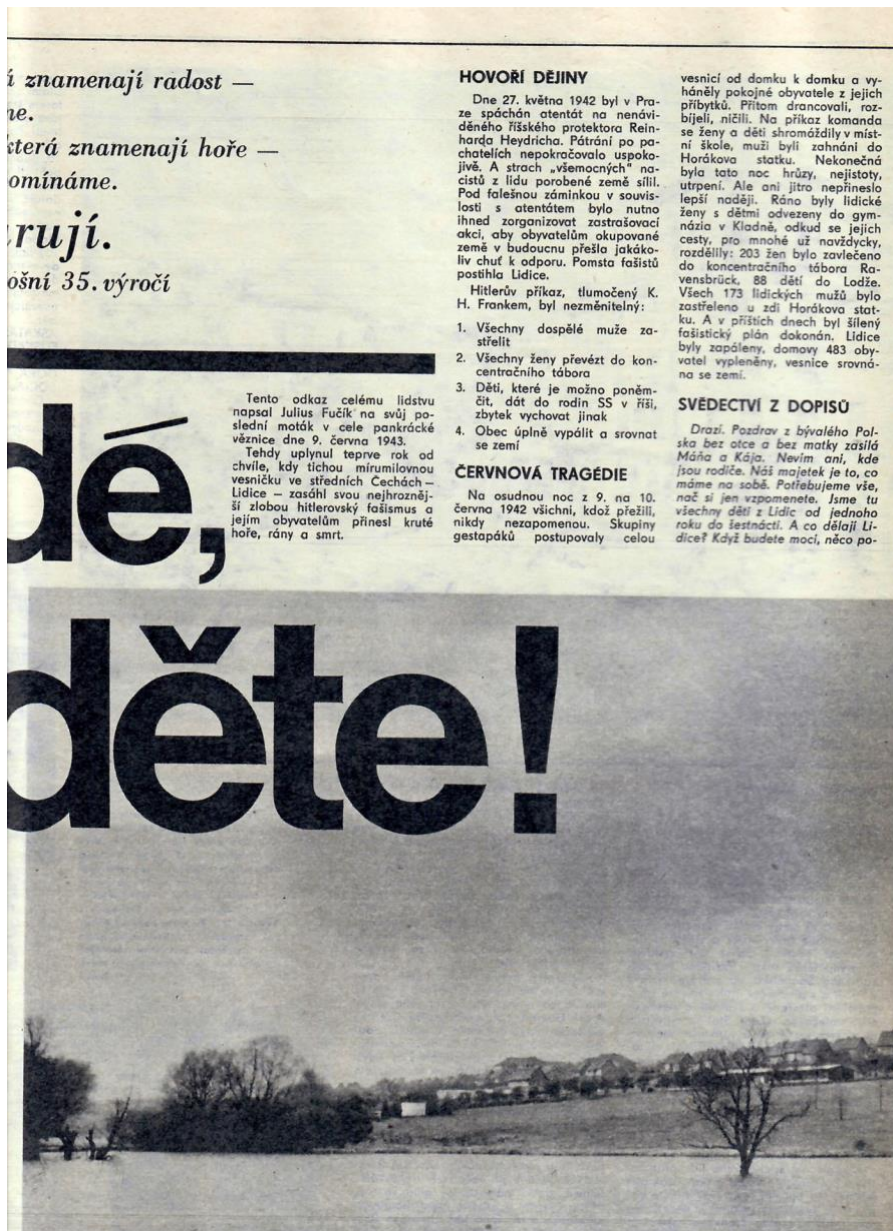 í znamenají radost —
ne.
která znamenají hoře —
omínáme.
rují.
ošní 35. výročí
dé,
děte!
Tento odkaz celému lidstvu
napsal Julius Fučík na svůj po-
slední moták v cele pankrácké
věznice dne 9. června 1943.
Tehdy uplynul teprve rok od
chvíle, kdy tichou mírumilovnou
vesničku ve středních Čechách –
Lidice – zasáhl svou nejhrozněj-
ší zlobou hitlerovský fašismus a
jejím obyvatelům přinesl kruté
hoře, rány a smrt.
HOVOŘÍ DĚJINY
Dne 27. května 1942 byl v Pra-
ze spáchán atentát na nenávi-
děného říšského protektora Rein-
harda Heydricha. Pátrání po pa-
chatelích nepokračovalo uspoko-
jivě. A strach „všemocných" na-
cistů z lidu porobené země sílil.
Pod falešnou záminkou v souvis-
losti s atentátem bylo nutno
ihned zorganizovat zastrašovací
akci, aby obyvatelům okupované
země v budoucnu přešla jakáko-
liv chuť k odporu. Pomsta fašistů
postihla Lidice.
Hitlerův příkaz, tlumočený K.
H. Frankem, byl nezměnitelný:
1. Všechny dospělé muže za-
střelit
2. Všechny ženy převézt do kon-
centračního tábora
3. Děti, které je možno poněm-
čit, dát do rodin SS v říši,
zbytek vychovat jinak
4. Obec úplně vypálit a srovnat
se zemí
ČERVNOVÁ TRAGÉDIE
Na osudnou noc z 9. na 10.
června 1942 všichni, kdož přežili,
nikdy nezapomenou. Skupiny
gestapáků postupovaly celou
vesnicí od domku k domku a vy-
háněly pokojné obyvatele z jejich
příbytků. Přitom drancovali, roz-
bíjeli, ničili. Na příkaz komanda
se ženy a děti shromáždily v míst-
ní škole, muži byli zahnáni do
Horákova statku. Nekonečná
byla tato noc hrůzy, nejistoty,
utrpení. Ale ani jitro nepřineslo
lepší naději. Ráno byly lidické
ženy s dětmi odvezeny do gym-
názia v Kladně, odkud se jejich
cesty, pro mnohé už navždycky,
rozdělily: 203 žen bylo zavlečeno
do koncentračního tábora Ra-
vensbrück, 88 dětí do Lodže.
Všech 173 lidických mužů bylo
zastřeleno u zdi Horákova stat-
ku. A v příštích dnech byl šílený
fašistický plán dokonán. Lidice
byly zapáleny, domovy 483 oby-
vatel vypleněny, vesnice srovná-
na se zemí.
SVĚDECTVÍ Z DOPISŮ
Drazí. Pozdrav z bývalého Pol-
ska bez otce a bez matky zasílá
Máňa a Kája. Nevím ani, kde
jsou rodiče. Náš majetek je to, co
máme na sobě. Potřebujeme vše,
nač si jen vzpomenete. Jsme tu
všechny děti z Lidic od jednoho
roku do šestnácti. A co dělají Li-
dice? Když budete moci, něco po-